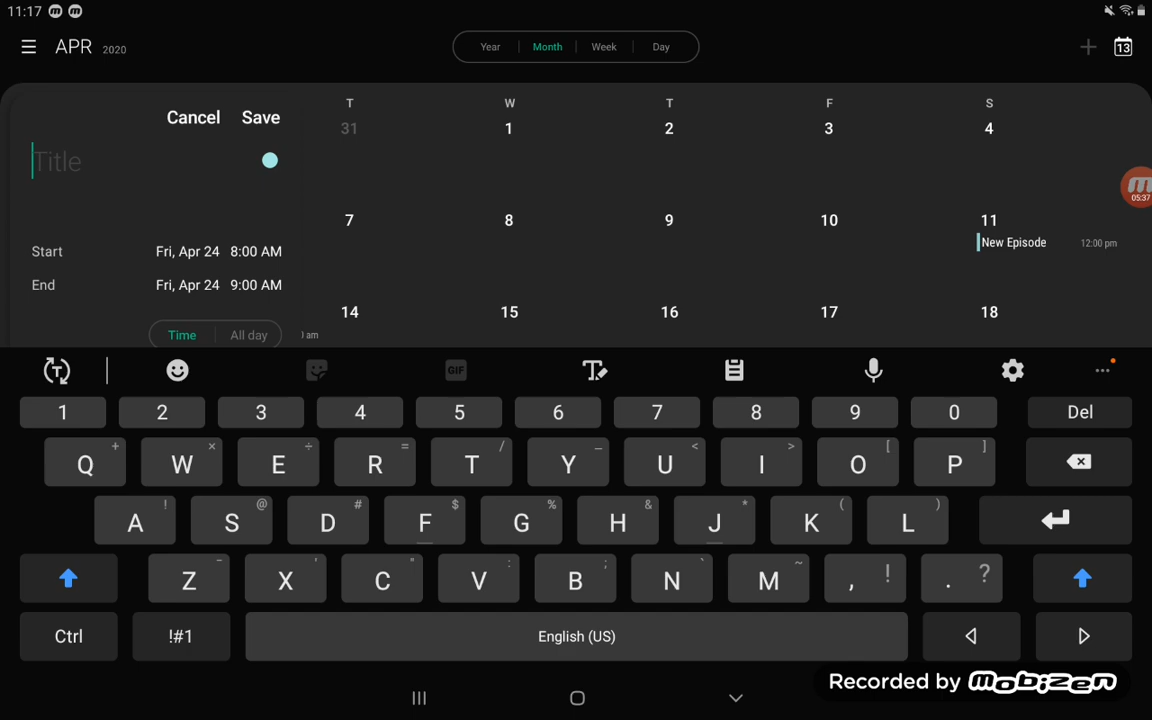 11:17
APR 2020
Year Month Week Day
13
Cancel Save
Title
Start Fri, Apr 24 8:00 AM
End Fri, Apr 24 9:00 AM
Time All day
) am
T W T F S
31 1 2 3 4
7 8 9 10 11
New Episode 12:00 pm
14 15 16 17 18
05:37
T GIF T
1 2 3 4 5 6 7 8 9 0 Del
+ × ÷ = / _ < > [ ]
Q W E R T Y U I O P
! @ # $ % & * ( )
A S D F G H J K L
- ' " : ; ` ~ ! ?
Z X C V B N M , .
Ctrl !#1 English (US)
Recorded by mobizen